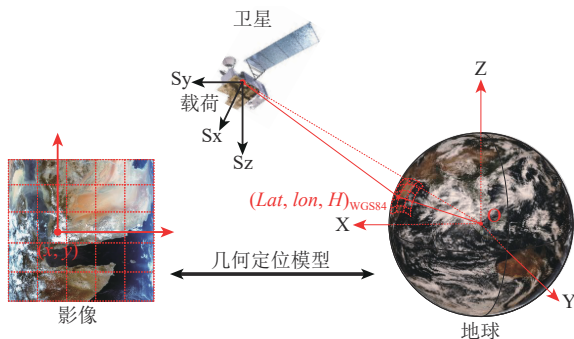 卫星
Z
Sy
载荷
Sx
Sz
(Lat, lon, H)WGS84
X
O
(x, y)
几何定位模型
Y
影像
地球